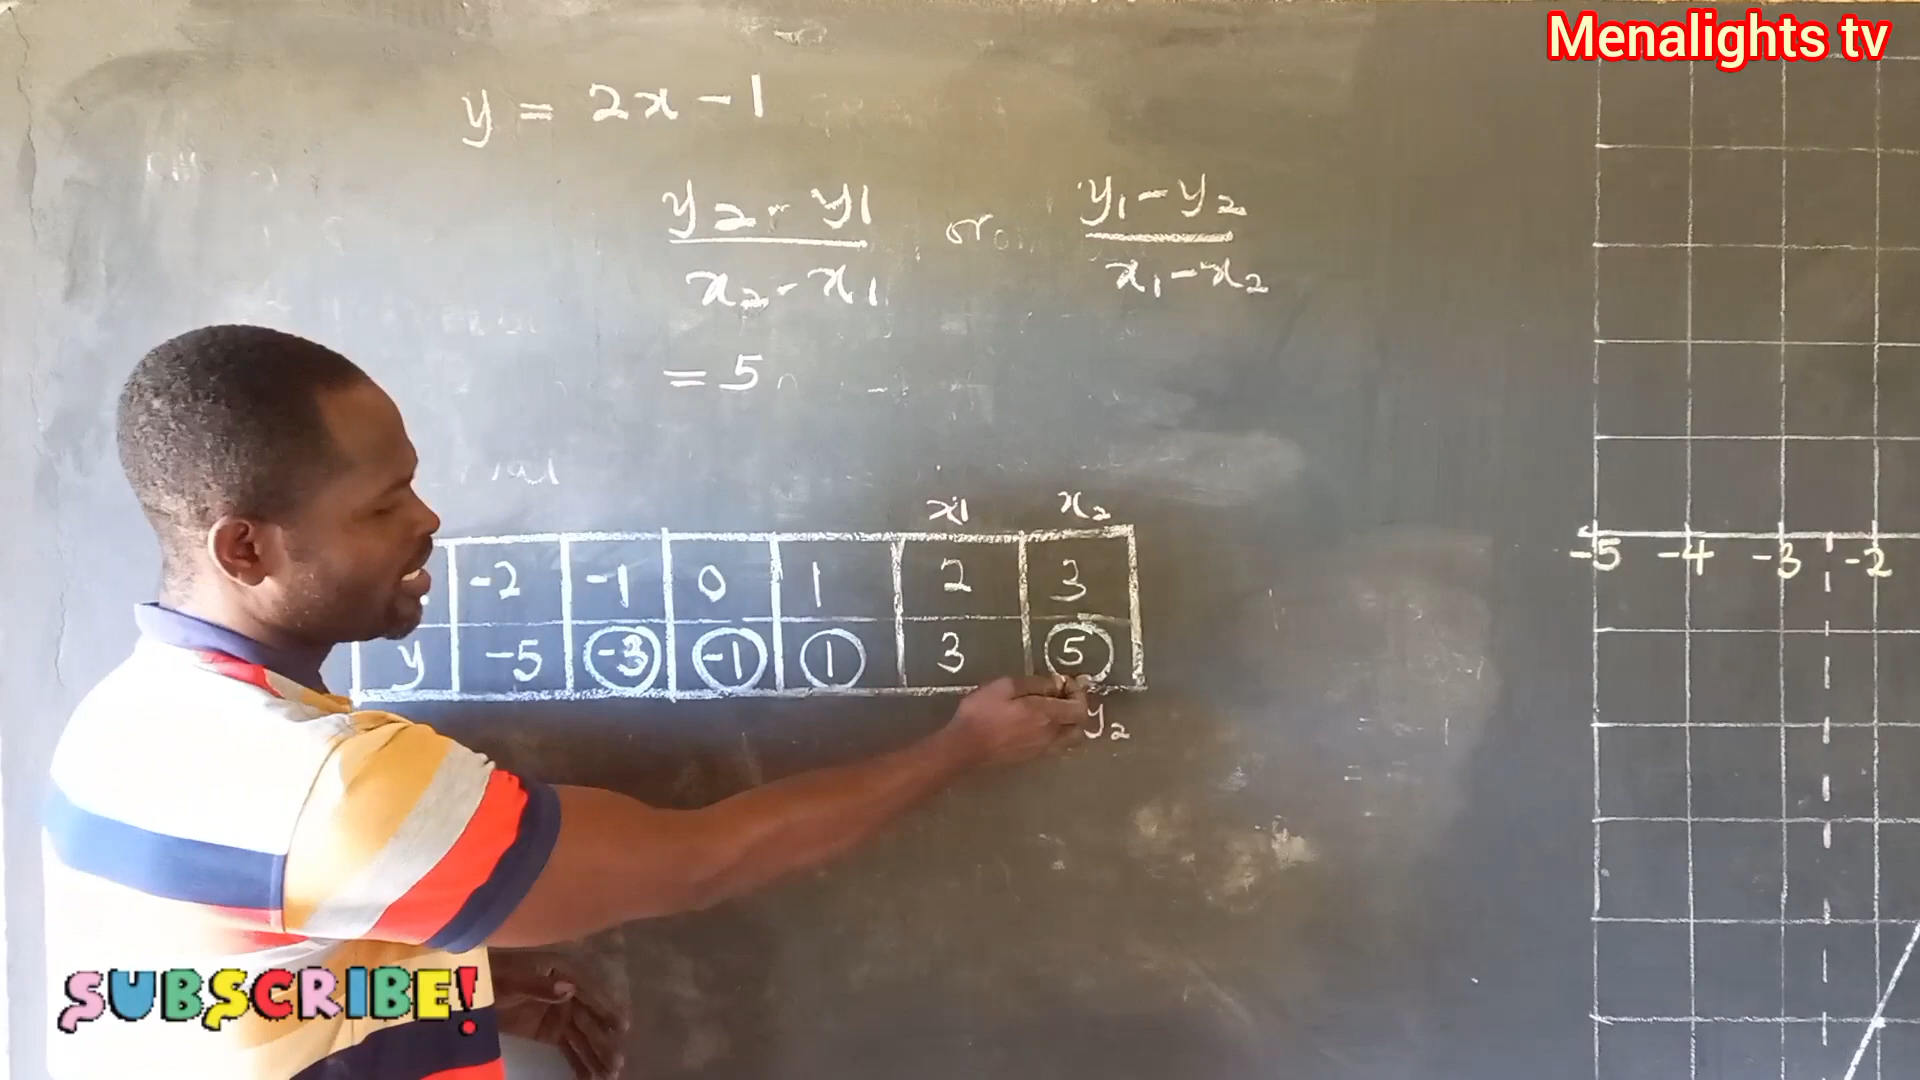 Menalights tv
y = 2x - 1
y2 - y1 or y1 - y2
x2 - x1 x1 - x2
= 5
x1 x2
-2 -1 0 1 2 3
y -5 -3 -1 1 3 5
y2
-5 -4 -3 -2
SUBSCRIBE!